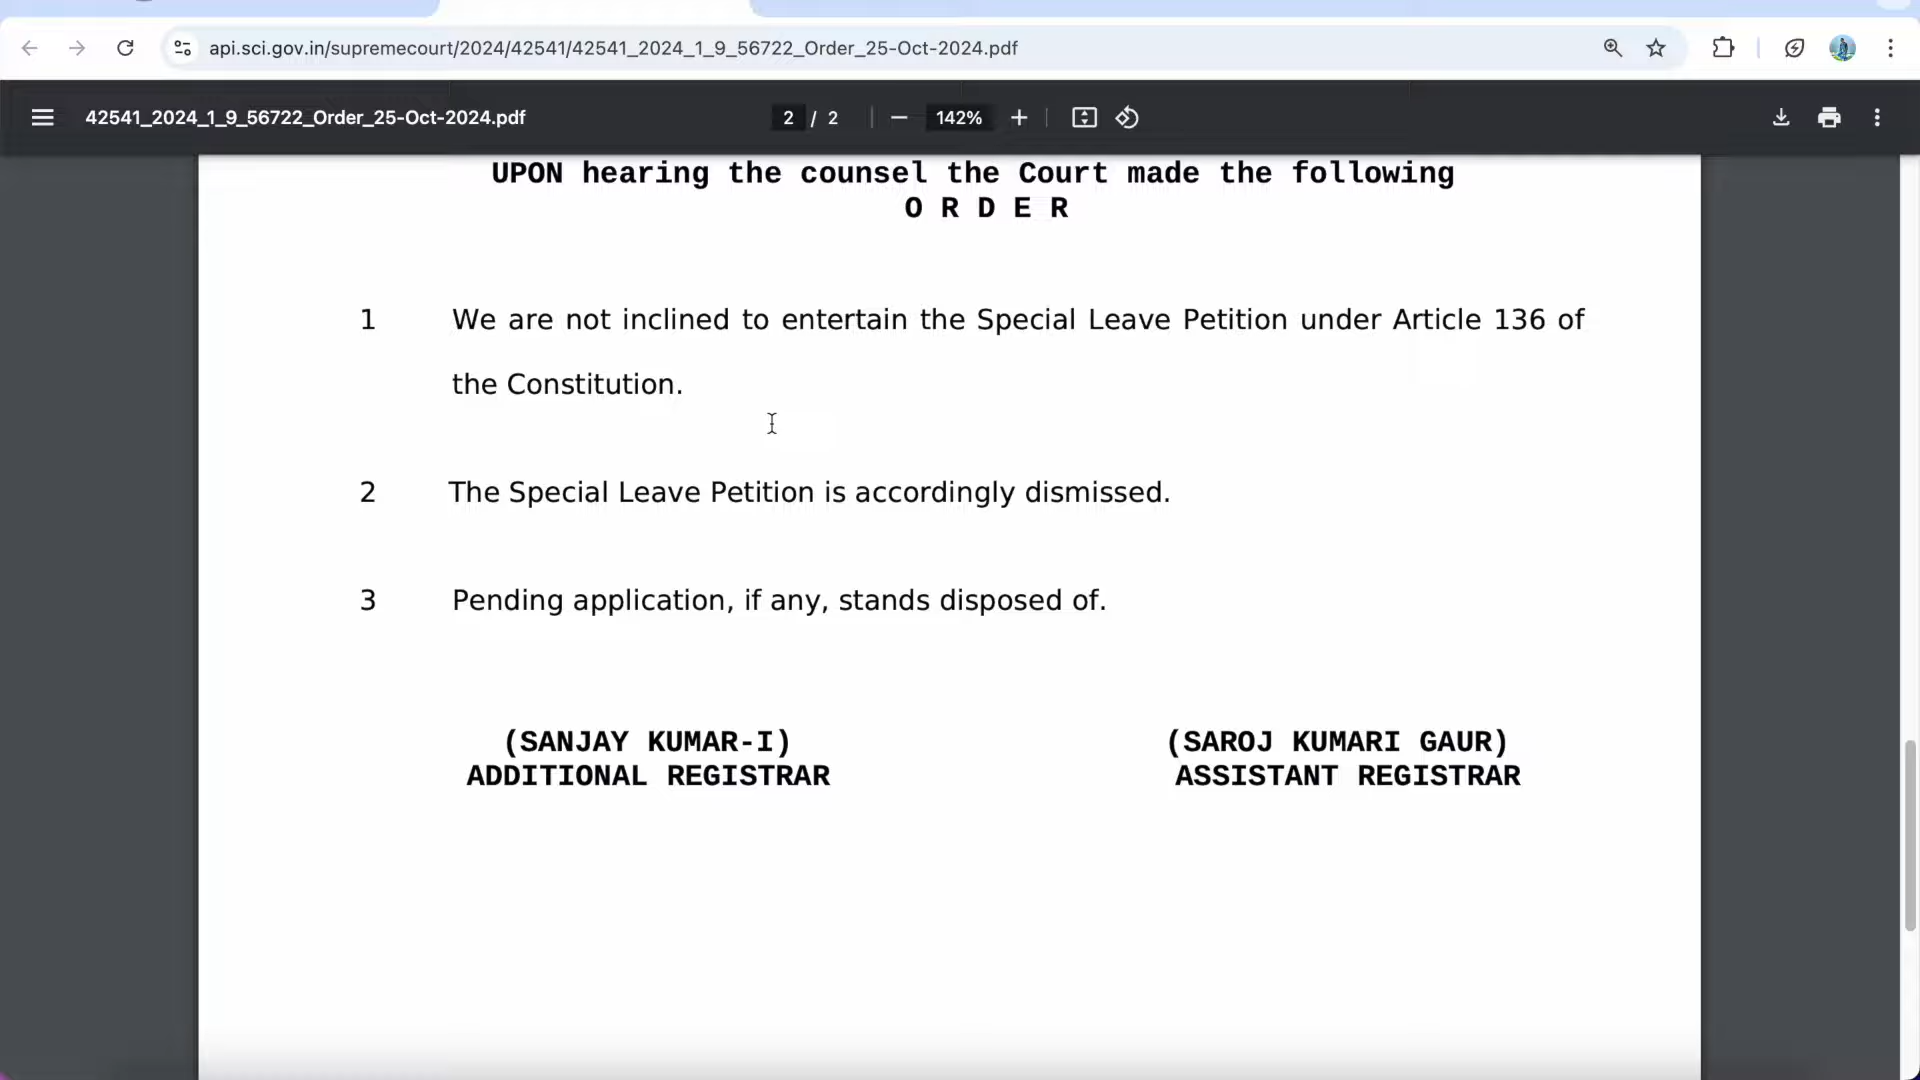 api.sci.gov.in/supremecourt/2024/42541/42541_2024_1_9_56722_Order_25-Oct-2024.pdf
42541_2024_1_9_56722_Order_25-Oct-2024.pdf
2 / 2
142%
UPON hearing the counsel the Court made the following
O R D E R
1 We are not inclined to entertain the Special Leave Petition under Article 136 of
the Constitution.
2 The Special Leave Petition is accordingly dismissed.
3 Pending application, if any, stands disposed of.
(SANJAY KUMAR-I) (SAROJ KUMARI GAUR)
ADDITIONAL REGISTRAR ASSISTANT REGISTRAR